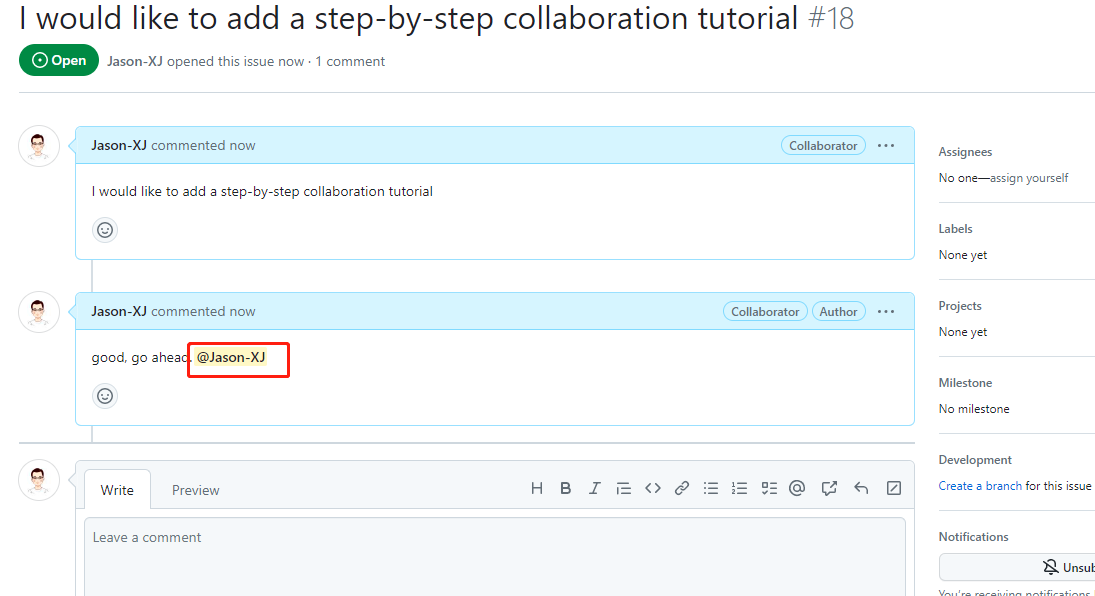 I would like to add a step-by-step collaboration tutorial #18
Open Jason-XJ opened this issue now · 1 comment
Jason-XJ commented now Collaborator
I would like to add a step-by-step collaboration tutorial
Jason-XJ commented now Collaborator Author
good, go ahead. @Jason-XJ
Write Preview
Leave a comment
Assignees
No one—assign yourself
Labels
None yet
Projects
None yet
Milestone
No milestone
Development
Create a branch for this issue
Notifications
Unsub
You're receiving notifications